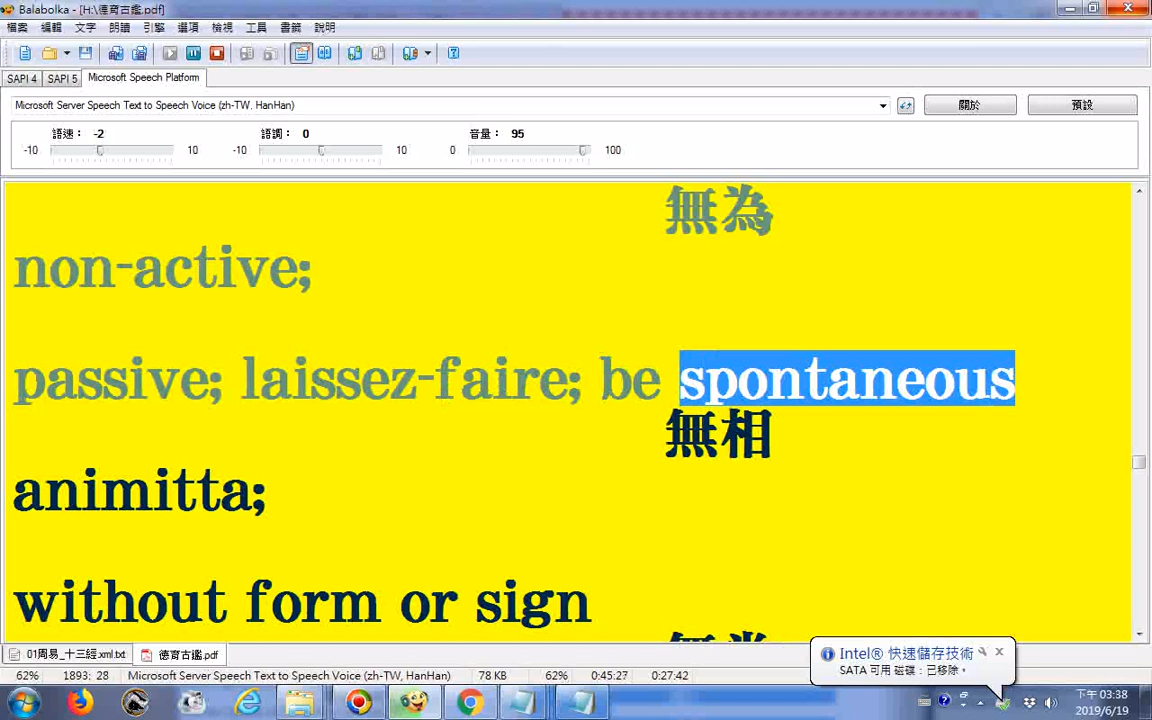 Balabolka - [H:\德育古鑑.pdf]
檔案 編輯 文字 朗讀 引擎 選項 檢視 工具 書籤 說明
SAPI 4 SAPI 5 Microsoft Speech Platform
Microsoft Server Speech Text to Speech Voice (zh-TW, HanHan) 關於 預設
語速： -2 語調： 0 音量： 95
-10 10 -10 10 0 100
無為
non-active;
passive; laissez-faire; be spontaneous
無相
animitta;
without form or sign
Intel® 快速儲存技術
SATA 可用 磁碟：已移除。
01周易_十三經.xml.txt 德育古鑑.pdf
62% 1893: 28 Microsoft Server Speech Text to Speech Voice (zh-TW, HanHan) 78 KB 62% 0:45:27 0:27:42
下午 03:38
2019/6/19